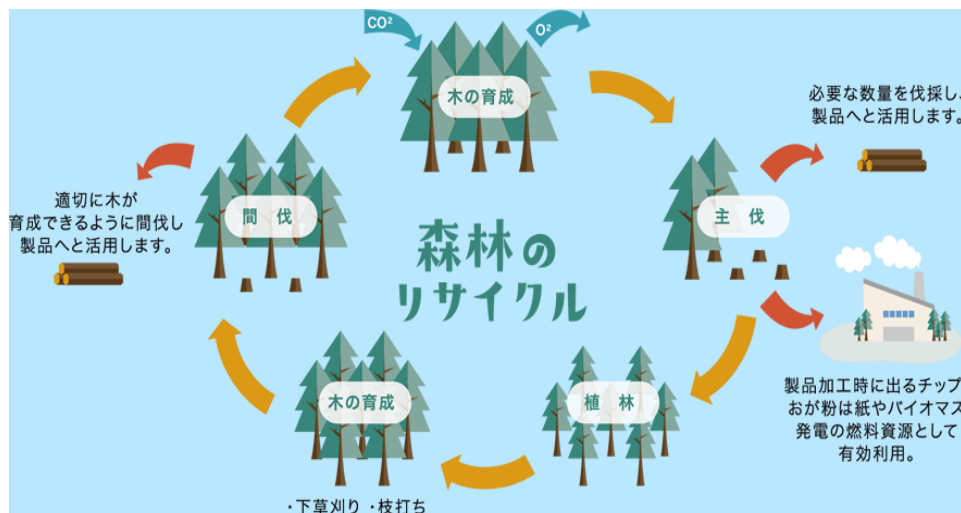 CO²
O²
木の育成
必要な数量を伐採し、
製品へと活用します。
主 伐
間 伐
適切に木が
育成できるように間伐し
製品へと活用します。
森林の
リサイクル
製品加工時に出るチップ
おが粉は紙やバイオマス
発電の燃料資源として
有効利用。
植 林
木の育成
・下草刈り ・枝打ち